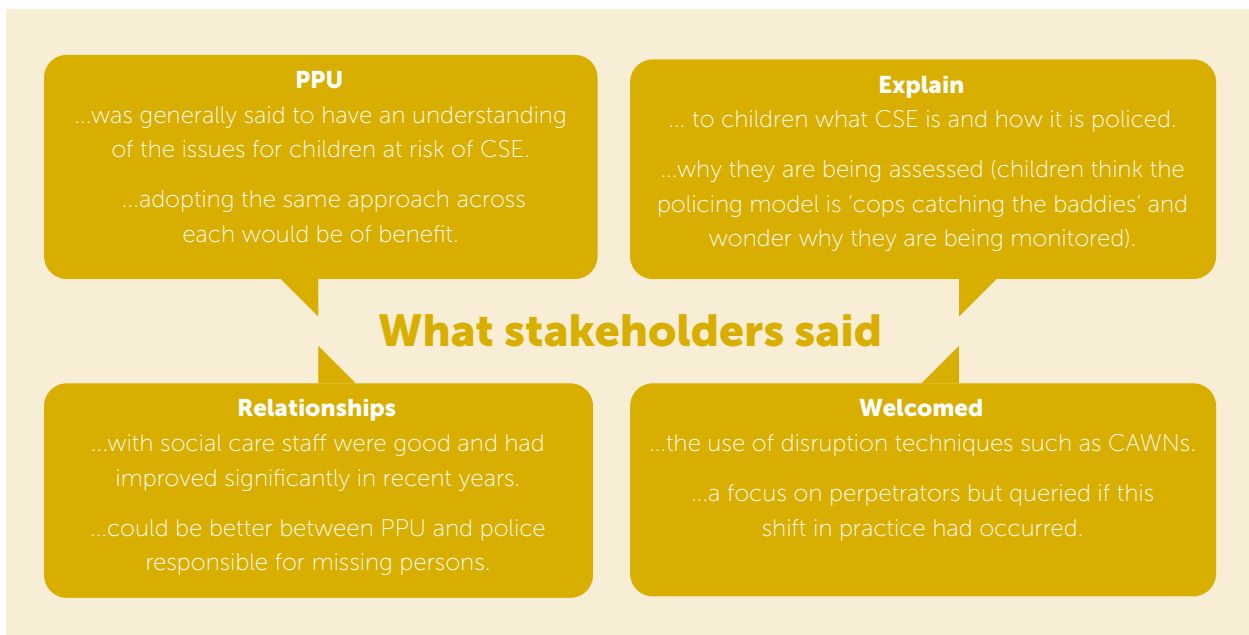 PPU
...was generally said to have an understanding
of the issues for children at risk of CSE.
...adopting the same approach across
each would be of benefit.
Explain
... to children what CSE is and how it is policed.
...why they are being assessed (children think the
policing model is ‘cops catching the baddies’ and
wonder why they are being monitored).
What stakeholders said
Relationships
...with social care staff were good and had
improved significantly in recent years.
...could be better between PPU and police
responsible for missing persons.
Welcomed
...the use of disruption techniques such as CAWNs.
...a focus on perpetrators but queried if this
shift in practice had occurred.